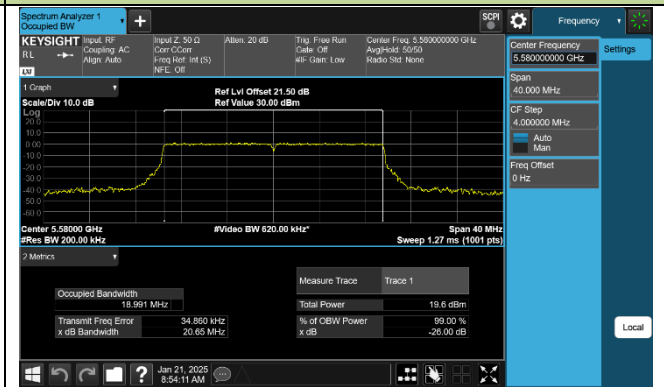 Spectrum Analyzer 1
Occupied BW
SCPI
Frequency
KEYSIGHT
RL
LXI
Input: RF
Coupling: AC
Align: Auto
Input Z: 50 Ω
Corr CCorr
Freq Ref: Int (S)
NFE: Off
Atten: 20 dB
Trig: Free Run
Gate: Off
#IF Gain: Low
Center Freq: 5.580000000 GHz
Avg|Hold: 50/50
Radio Std: None
Center Frequency
5.580000000 GHz
Settings
Span
40.000 MHz
CF Step
4.000000 MHz
Auto
Man
Freq Offset
0 Hz
Local
1 Graph
Scale/Div 10.0 dB
Ref Lvl Offset 21.50 dB
Ref Value 30.00 dBm
Log
20.0
10.0
0.00
-10.0
-20.0
-30.0
-40.0
-50.0
-60.0
Center 5.58000 GHz
#Video BW 620.00 kHz*
Span 40 MHz
#Res BW 200.00 kHz
Sweep 1.27 ms (1001 pts)
2 Metrics
Measure Trace
Trace 1
Occupied Bandwidth
18.991 MHz
Total Power
19.6 dBm
Transmit Freq Error
34.860 kHz
% of OBW Power
99.00 %
x dB Bandwidth
20.65 MHz
x dB
-26.00 dB
?
Jan 21, 2025
8:54:11 AM